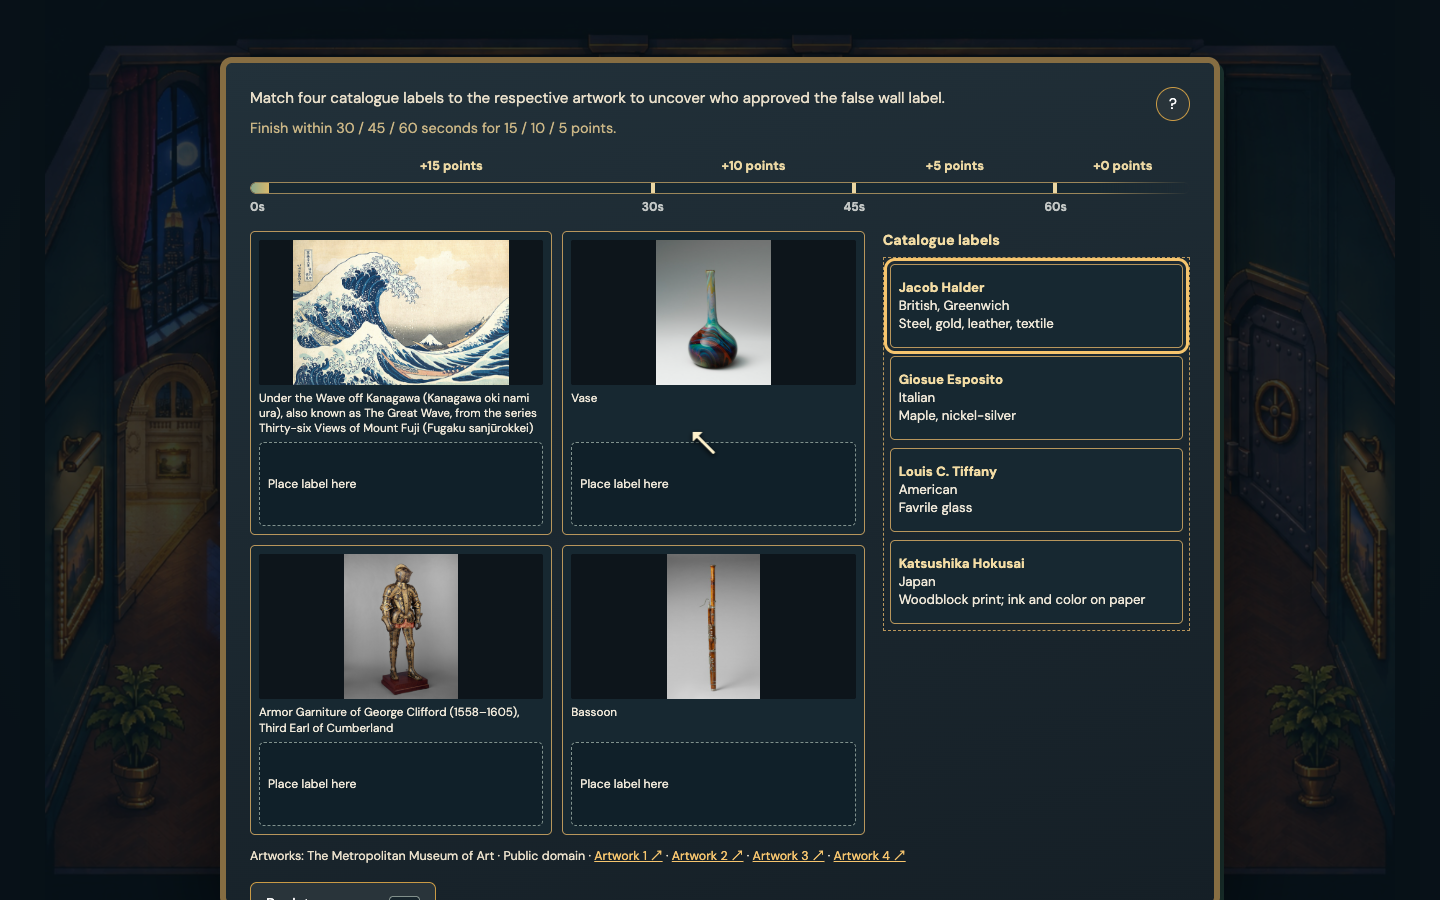 Match four catalogue labels to the respective artwork to uncover who approved the false wall label.
?
Finish within 30 / 45 / 60 seconds for 15 / 10 / 5 points.
+15 points
+10 points
+5 points
+0 points
0s
30s
45s
60s
Under the Wave off Kanagawa (Kanagawa oki nami
ura), also known as The Great Wave, from the series
Thirty-six Views of Mount Fuji (Fugaku sanjūrokkei)
Place label here
Vase
Place label here
Armor Garniture of George Clifford (1558–1605),
Third Earl of Cumberland
Place label here
Bassoon
Place label here
Catalogue labels
Jacob Halder
British, Greenwich
Steel, gold, leather, textile
Giosue Esposito
Italian
Maple, nickel-silver
Louis C. Tiffany
American
Favrile glass
Katsushika Hokusai
Japan
Woodblock print; ink and color on paper
Artworks: The Metropolitan Museum of Art · Public domain · Artwork 1 ↗ · Artwork 2 ↗ · Artwork 3 ↗ · Artwork 4 ↗